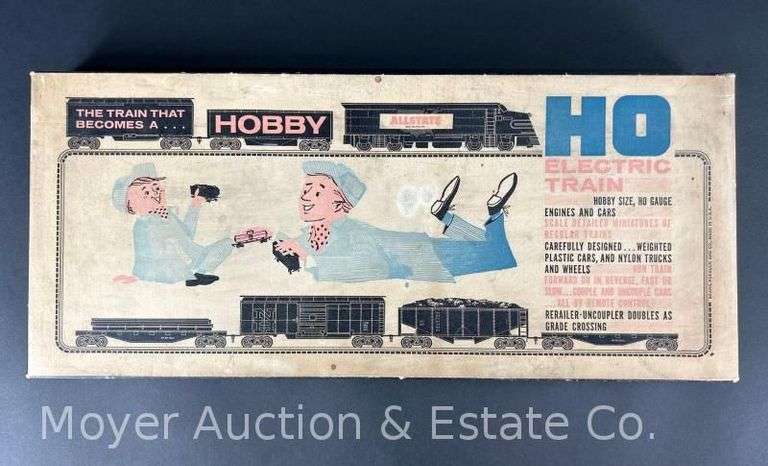 THE TRAIN THAT
BECOMES A . . .
HOBBY
ALLSTATE
HO
ELECTRIC
TRAIN
HOBBY SIZE, HO GAUGE
ENGINES AND CARS
SCALE DETAILED MINIATURES OF
REGULAR TRAINS
CAREFULLY DESIGNED . . . WEIGHTED
PLASTIC CARS, AND NYLON TRUCKS
AND WHEELS RUN TRAIN
FORWARD OR IN REVERSE, FAST OR
SLOW . . . COUPLE AND UNCOUPLE CARS
. . . ALL BY REMOTE CONTROL
RERAILER-UNCOUPLER DOUBLES AS
GRADE CROSSING
Moyer Auction & Estate Co.